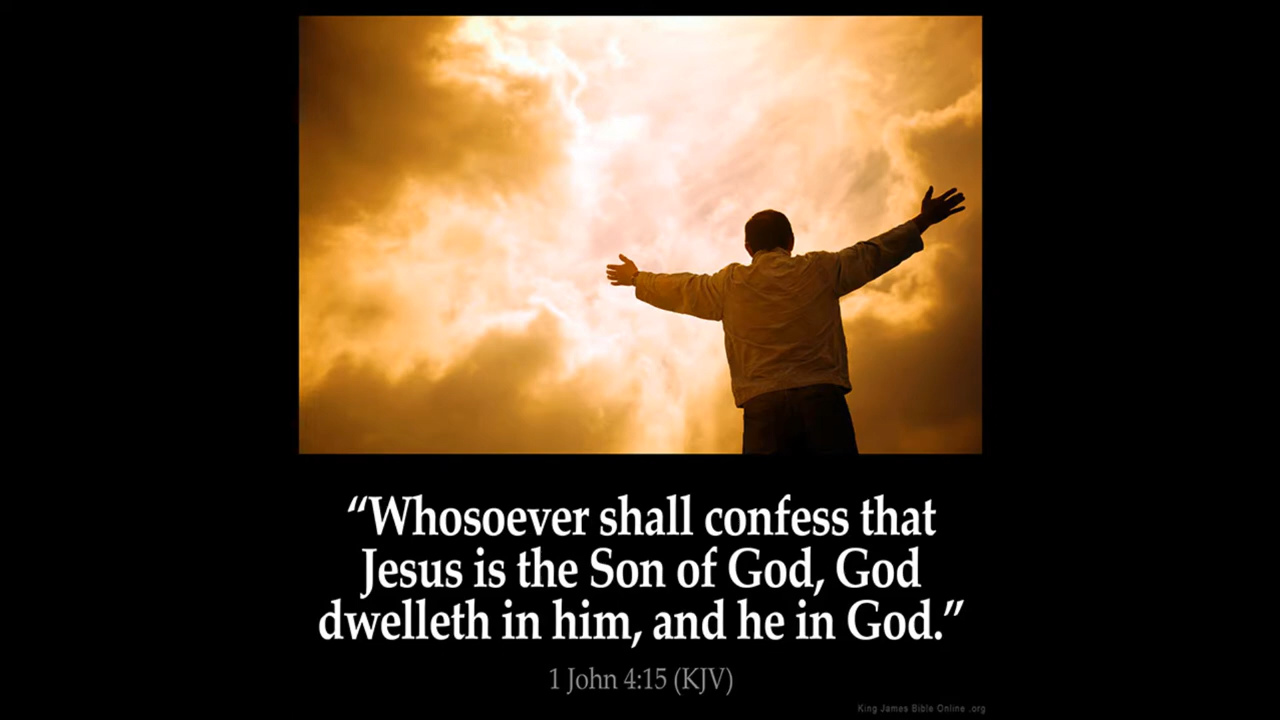 “Whosoever shall confess that
Jesus is the Son of God, God
dwelleth in him, and he in God.”
1 John 4:15 (KJV)
King James Bible Online .org